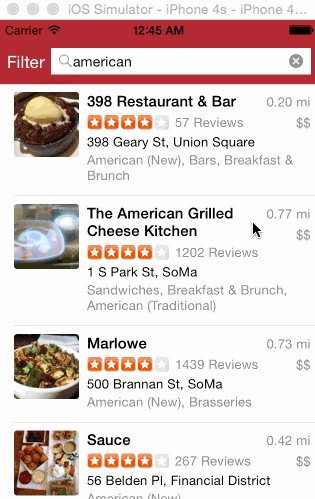 iOS Simulator - iPhone 4s - iPhone 4...
Carrier 12:45 AM
Filter american
398 Restaurant & Bar 0.20 mi
57 Reviews $$
398 Geary St, Union Square
American (New), Bars, Breakfast &
Brunch
The American Grilled 0.77 mi
Cheese Kitchen $$
1202 Reviews
1 S Park St, SoMa
Sandwiches, Breakfast & Brunch,
American (Traditional)
Marlowe 0.73 mi
1439 Reviews $$
500 Brannan St, SoMa
American (New), Brasseries
Sauce 0.42 mi
267 Reviews $$
56 Belden Pl, Financial District
American (New)